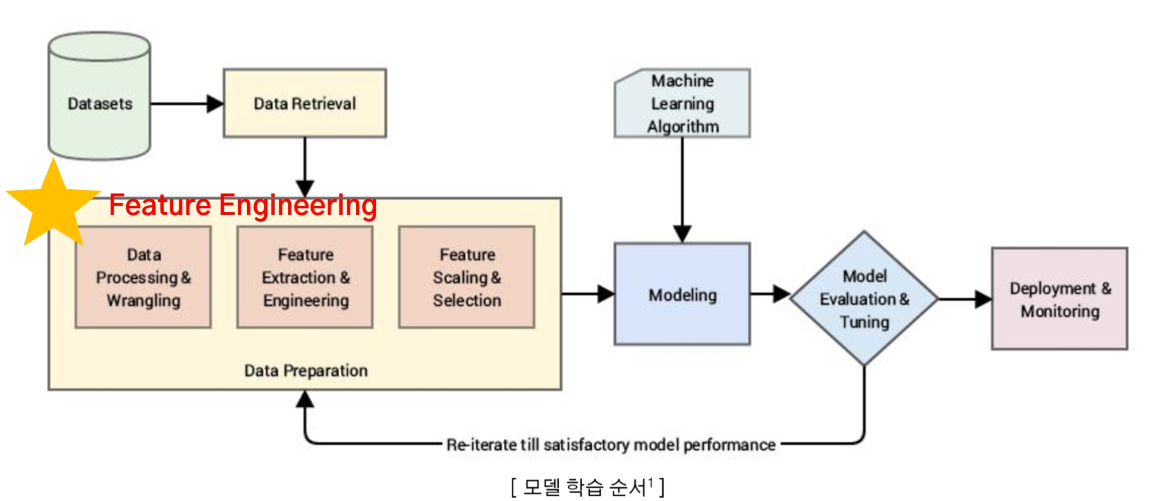 Datasets
Data Retrieval
Machine
Learning
Algorithm
Feature Engineering
Data
Processing &
Wrangling
Feature
Extraction &
Engineering
Feature
Scaling &
Selection
Data Preparation
Modeling
Model
Evaluation &
Tuning
Deployment &
Monitoring
Re-iterate till satisfactory model performance
[ 모델 학습 순서¹ ]